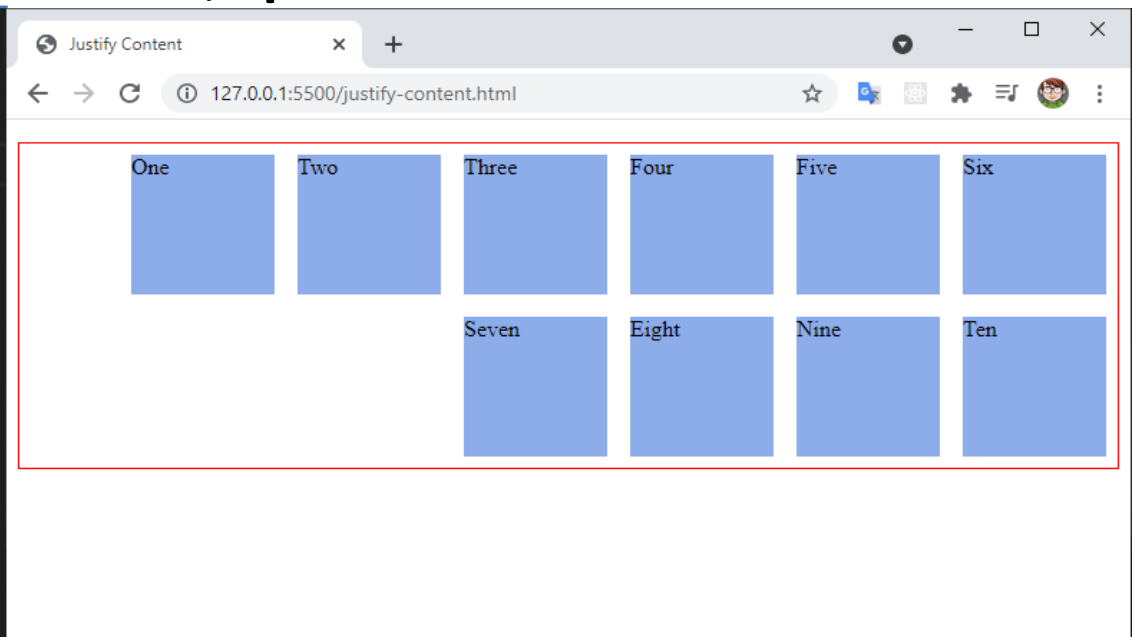 Justify Content
127.0.0.1:5500/justify-content.html
One Two Three Four Five Six
Seven Eight Nine Ten